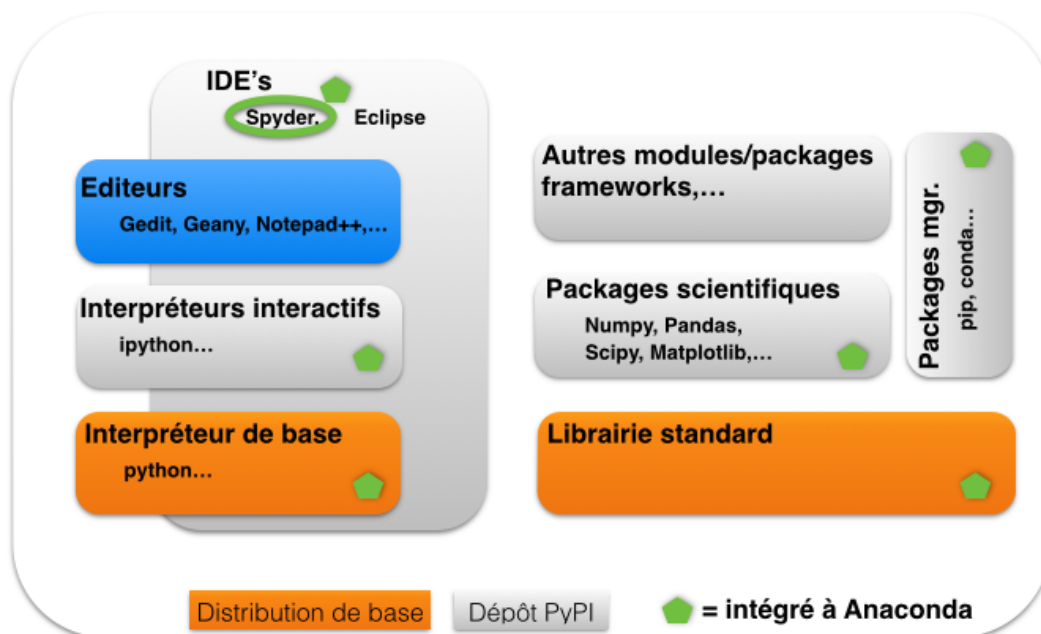 IDE's
Spyder. Eclipse
Editeurs
Gedit, Geany, Notepad++,...
Interpréteurs interactifs
ipython...
Interpréteur de base
python...
Autres modules/packages
frameworks,...
Packages scientifiques
Numpy, Pandas,
Scipy, Matplotlib,...
Packages mgr.
pip, conda...
Librairie standard
Distribution de base
Dépôt PyPI
= intégré à Anaconda